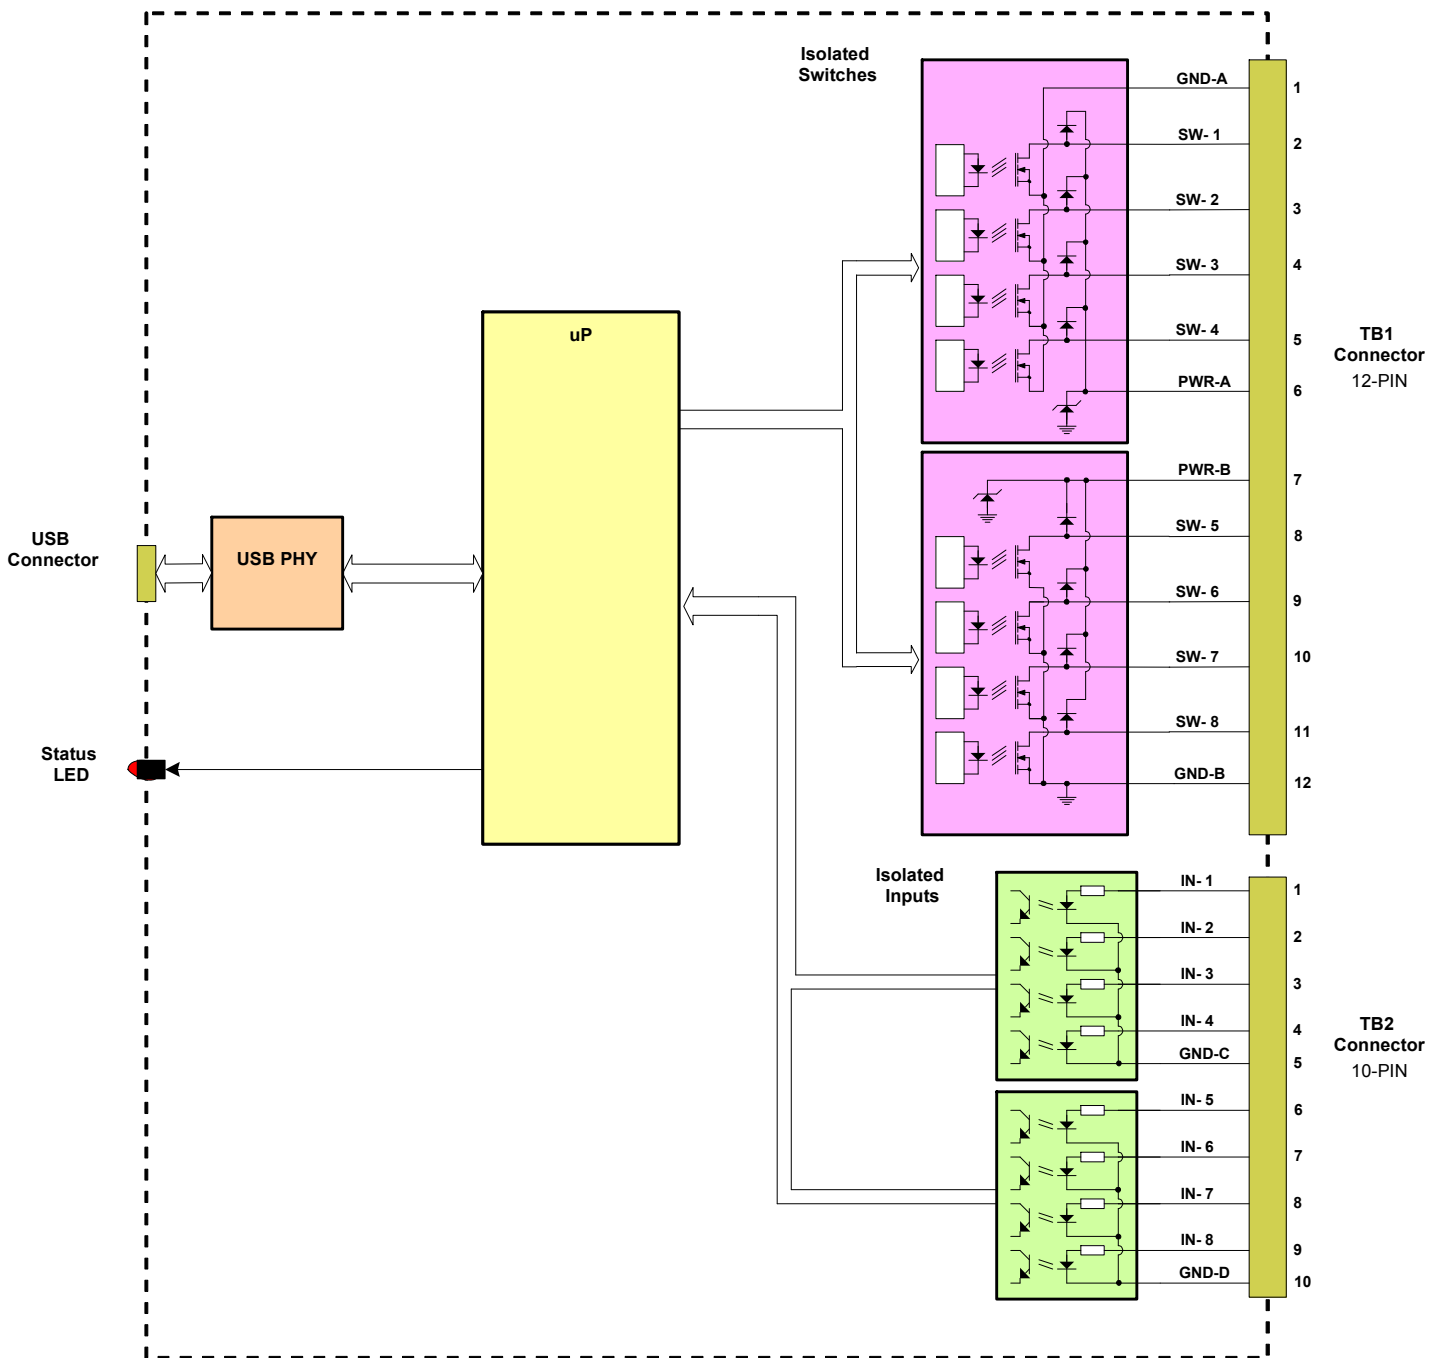 Isolated
Switches
GND-A
1
SW- 1
2
SW- 2
3
SW- 3
4
SW- 4
5
PWR-A
6
TB1
Connector
12-PIN
uP
PWR-B
7
SW- 5
8
SW- 6
9
SW- 7
10
SW- 8
11
GND-B
12
USB
Connector
USB PHY
Status
LED
Isolated
Inputs
IN- 1
1
IN- 2
2
IN- 3
3
IN- 4
4
GND-C
5
TB2
Connector
10-PIN
IN- 5
6
IN- 6
7
IN- 7
8
IN- 8
9
GND-D
10